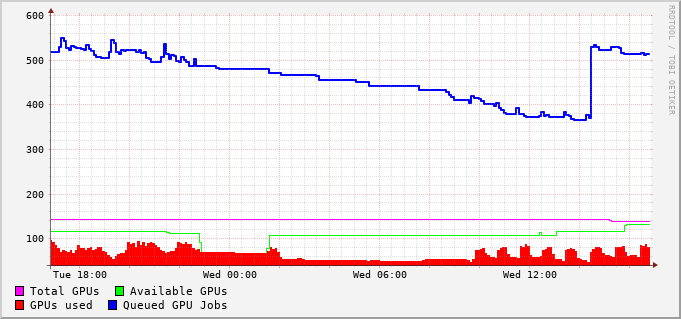 600
500
400
300
200
100
Tue 18:00 Wed 00:00 Wed 06:00 Wed 12:00
Total GPUs Available GPUs
GPUs used Queued GPU Jobs
RRDTOOL / TOBI OETIKER